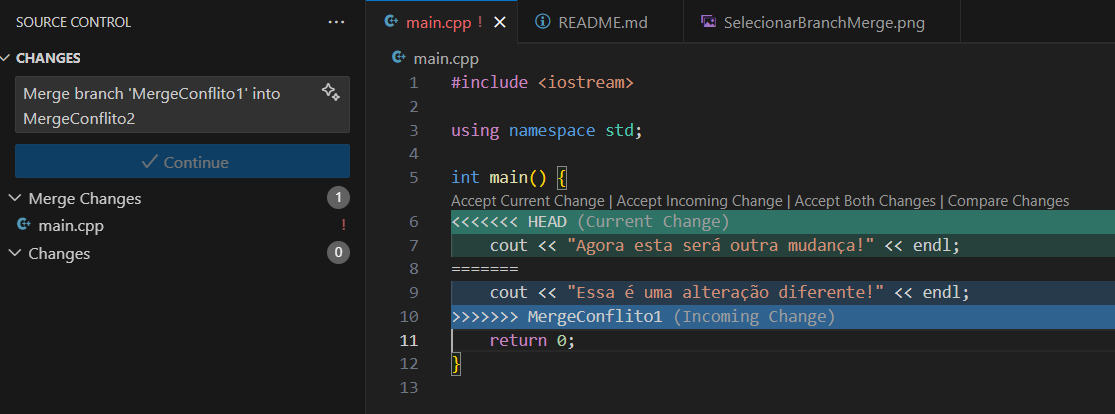 SOURCE CONTROL ···
CHANGES
Merge branch 'MergeConflito1' into
MergeConflito2
Continue
Merge Changes 1
main.cpp !
Changes 0
main.cpp ! README.md SelecionarBranchMerge.png
main.cpp
1 #include <iostream>
2
3 using namespace std;
4
5 int main() {
Accept Current Change | Accept Incoming Change | Accept Both Changes | Compare Changes
6 <<<<<<< HEAD (Current Change)
7 cout << "Agora esta será outra mudança!" << endl;
8 =======
9 cout << "Essa é uma alteração diferente!" << endl;
10 >>>>>>> MergeConflito1 (Incoming Change)
11 return 0;
12 }
13